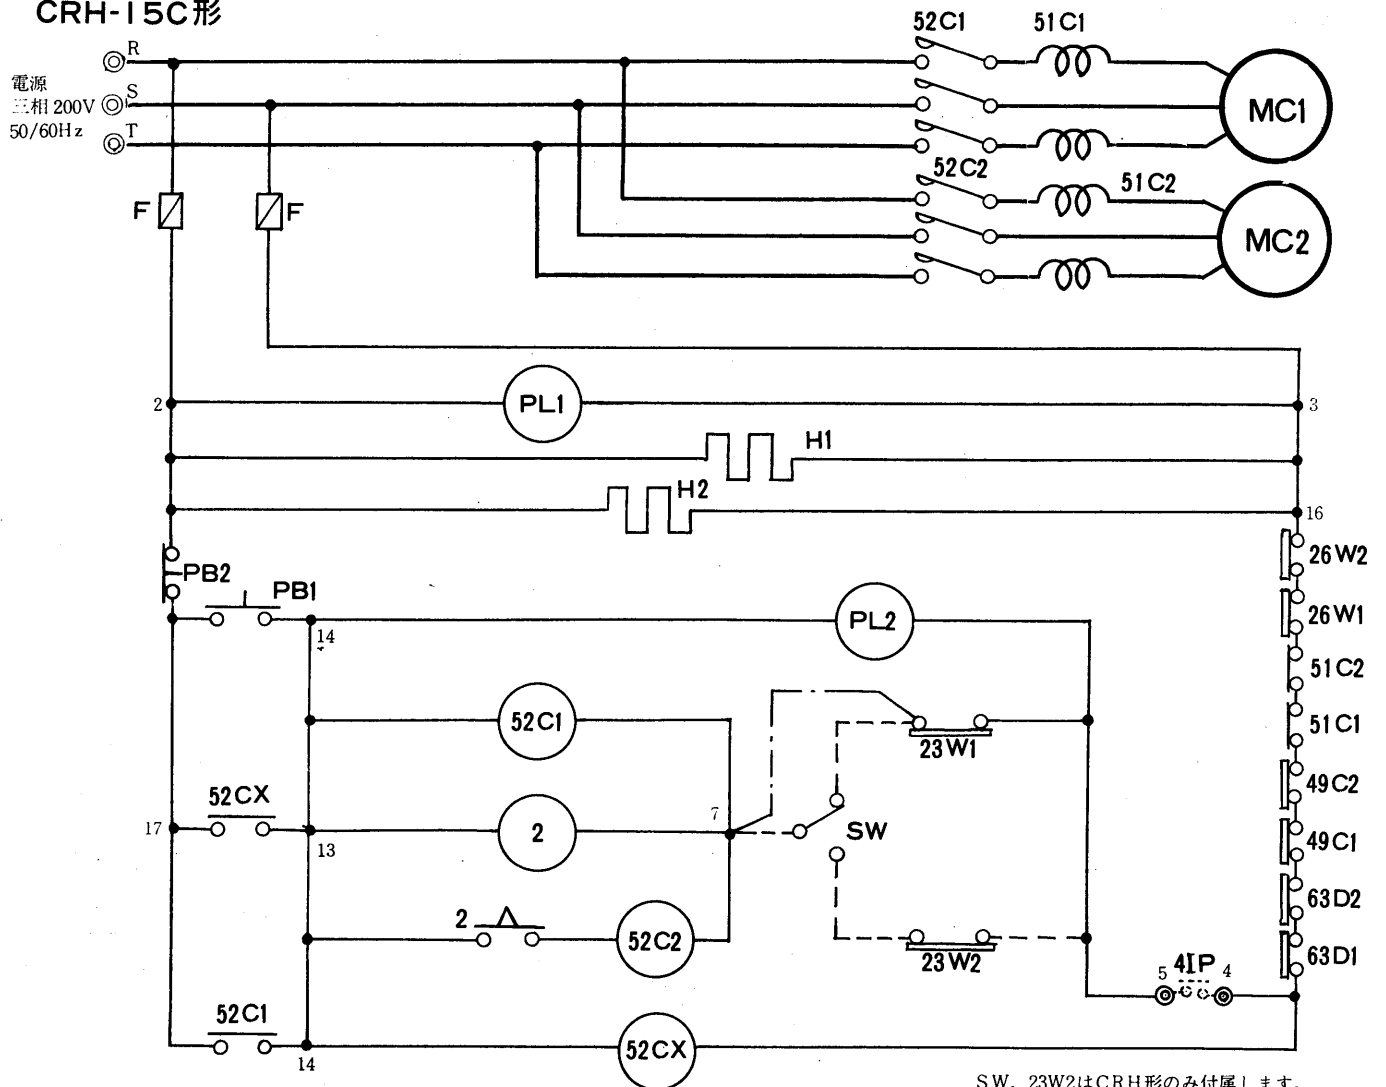 CRH-15C形
52C1
51C1
R
電源
三相 200V
S
50/60Hz
T
MC1
52C2
51C2
F
F
MC2
2
PL1
3
H1
H2
16
26W2
PB2
PB1
26W1
14
PL2
51C2
52C1
51C1
23W1
49C2
52CX
7
17
2
SW
49C1
13
63D2
2
52C2
23W2
63D1
5
4IP
4
52C1
14
52CX
SW, 23W2はCRH形のみ付属します.